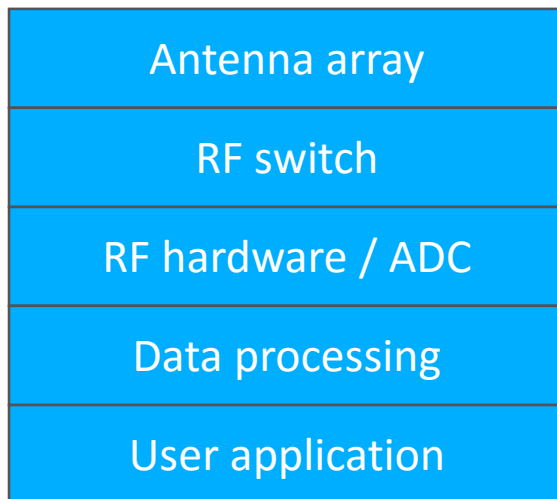 Antenna array
RF switch
RF hardware / ADC
Data processing
User application